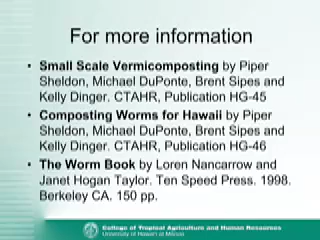 For more information
• Small Scale Vermicomposting by Piper
Sheldon, Michael DuPonte, Brent Sipes and
Kelly Dinger. CTAHR, Publication HG-45
• Composting Worms for Hawaii by Piper
Sheldon, Michael DuPonte, Brent Sipes and
Kelly Dinger. CTAHR, Publication HG-46
• The Worm Book by Loren Nancarrow and
Janet Hogan Taylor. Ten Speed Press. 1998.
Berkeley CA. 150 pp.
College of Tropical Agriculture and Human Resources
University of Hawai'i at Mānoa